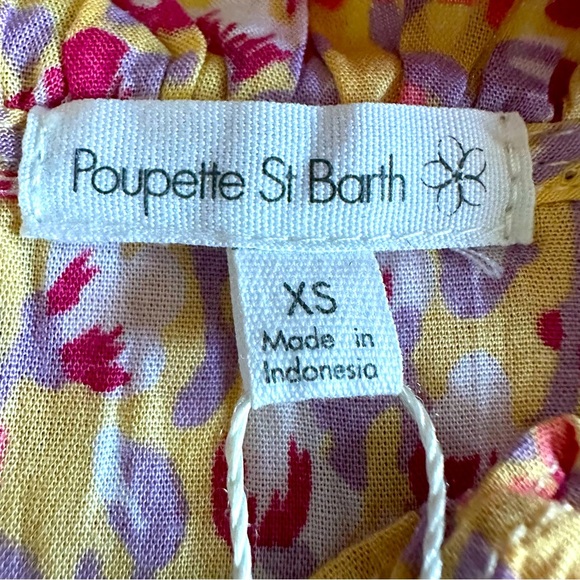 Poupette St Barth
XS
Made in
Indonesia